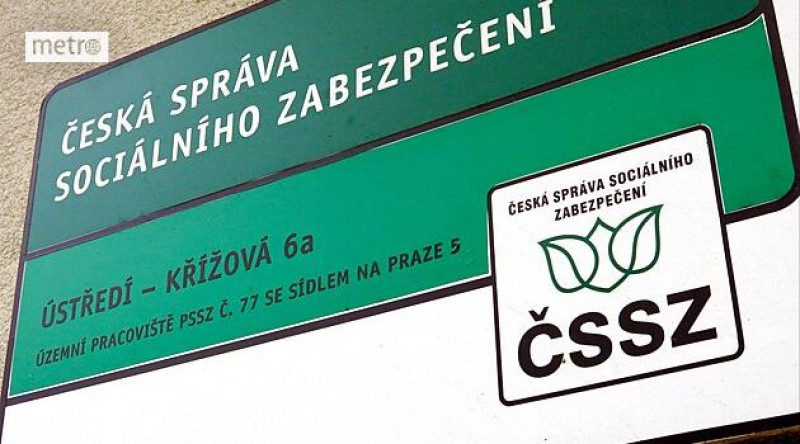 metro
ČESKÁ SPRÁVA
SOCIÁLNÍHO ZABEZPEČENÍ
ÚSTŘEDÍ – KŘÍŽOVÁ 6a
ÚZEMNÍ PRACOVIŠTĚ PSSZ Č. 77 SE SÍDLEM NA PRAZE 5
ČESKÁ SPRÁVA SOCIÁLNÍHO
ZABEZPEČENÍ
ČSSZ